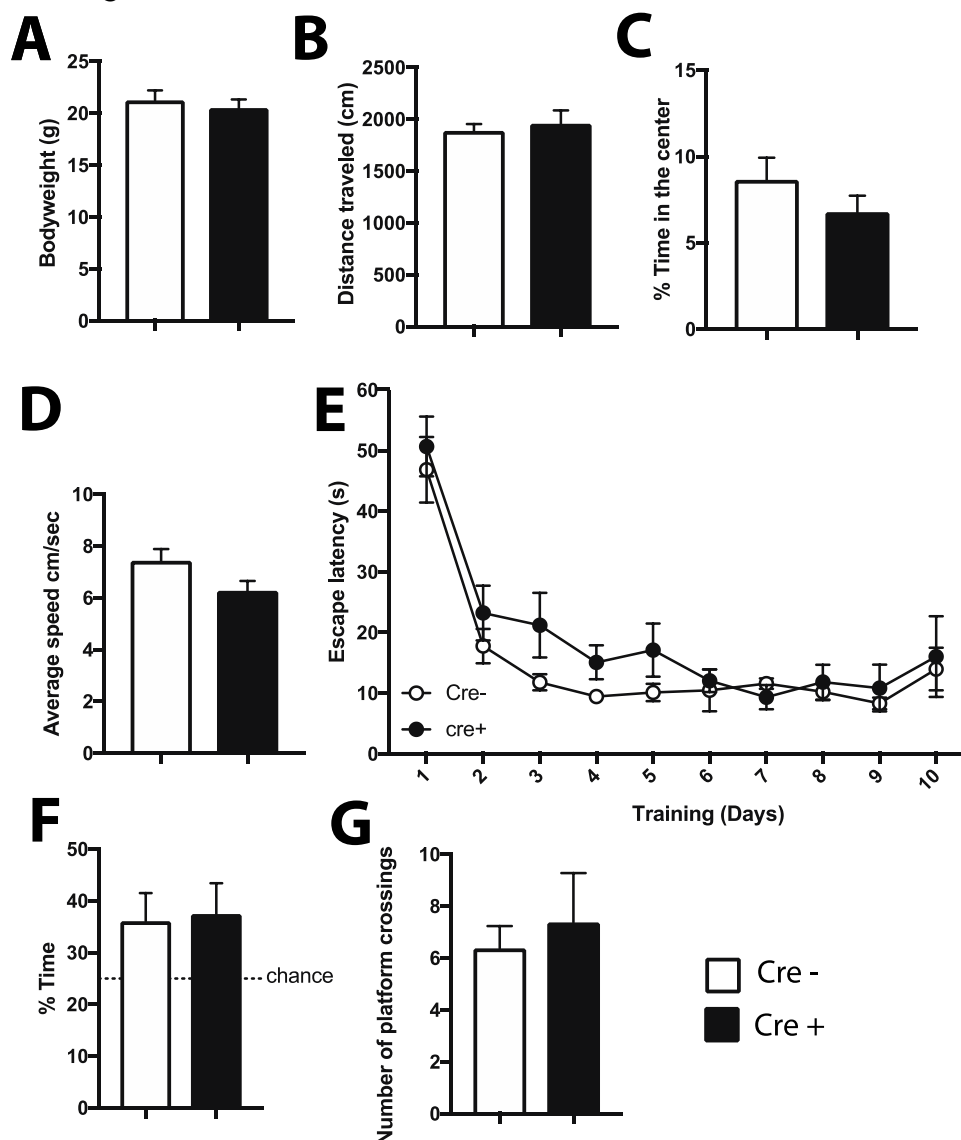 A
Bodyweight (g)
25
20
15
10
5
0
B
Distance traveled (cm)
2500
2000
1500
1000
500
0
C
% Time in the center
15
10
5
0
D
Average speed cm/sec
10
8
6
4
2
0
E
Escape latency (s)
60
50
40
30
20
10
0
Cre-
cre+
1 2 3 4 5 6 7 8 9 10
Training (Days)
F
% Time
50
40
30
20
10
0
chance
G
Number of platform crossings
10
8
6
4
2
0
Cre -
Cre +